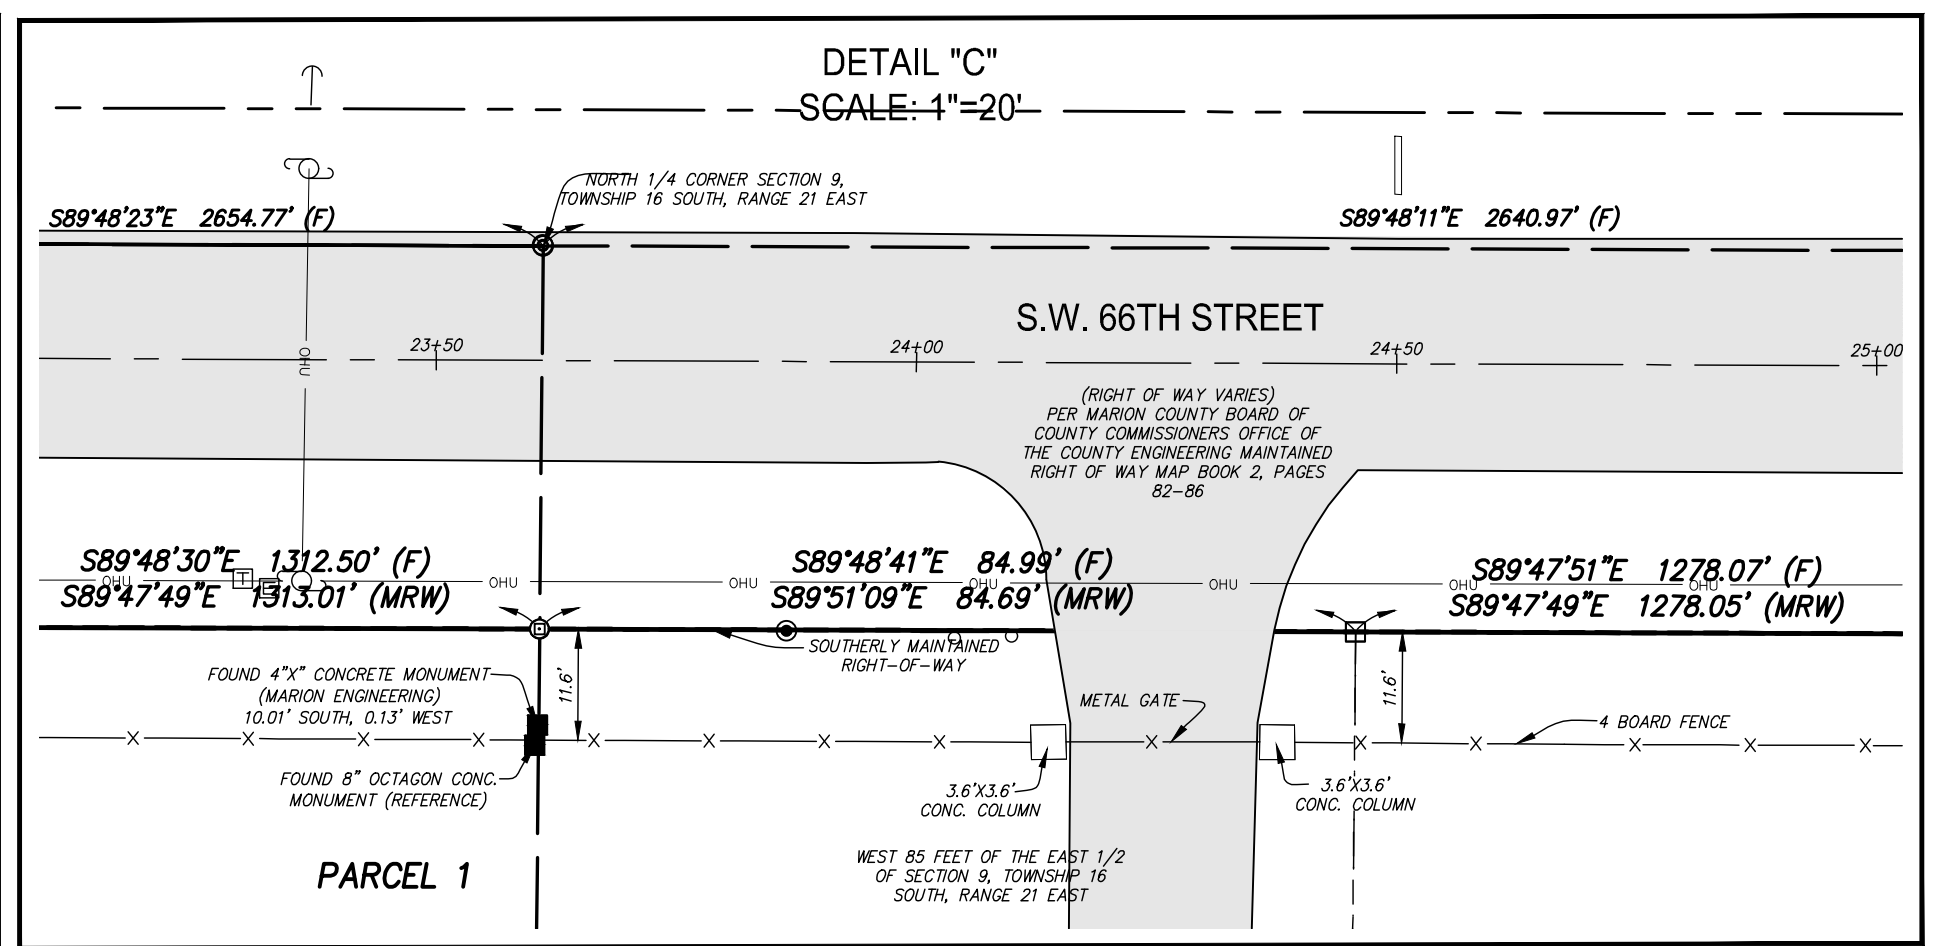 DETAIL "C"
SCALE: 1"=20'
NORTH 1/4 CORNER SECTION 9,
TOWNSHIP 16 SOUTH, RANGE 21 EAST
S89°48'23"E 2654.77' (F)
S89°48'11"E 2640.97' (F)
S.W. 66TH STREET
23+50
24+00
24+50
25+00
OHU
(RIGHT OF WAY VARIES)
PER MARION COUNTY BOARD OF
COUNTY COMMISSIONERS OFFICE OF
THE COUNTY ENGINEERING MAINTAINED
RIGHT OF WAY MAP BOOK 2, PAGES
82-86
S89°48'30"E 1312.50' (F)
S89°47'49"E 1313.01' (MRW)
S89°48'41"E 84.99' (F)
S89°51'09"E 84.69' (MRW)
S89°47'51"E 1278.07' (F)
S89°47'49"E 1278.05' (MRW)
OHU
T
E
OHU
OHU
OHU
OHU
OHU
OHU
SOUTHERLY MAINTAINED
RIGHT-OF-WAY
FOUND 4"X" CONCRETE MONUMENT
(MARION ENGINEERING)
10.01' SOUTH, 0.13' WEST
11.6'
11.6'
METAL GATE
4 BOARD FENCE
X X X X X X X X X X X X X X
FOUND 8" OCTAGON CONC.
MONUMENT (REFERENCE)
3.6'X3.6'
CONC. COLUMN
3.6'X3.6'
CONC. COLUMN
PARCEL 1
WEST 85 FEET OF THE EAST 1/2
OF SECTION 9, TOWNSHIP 16
SOUTH, RANGE 21 EAST